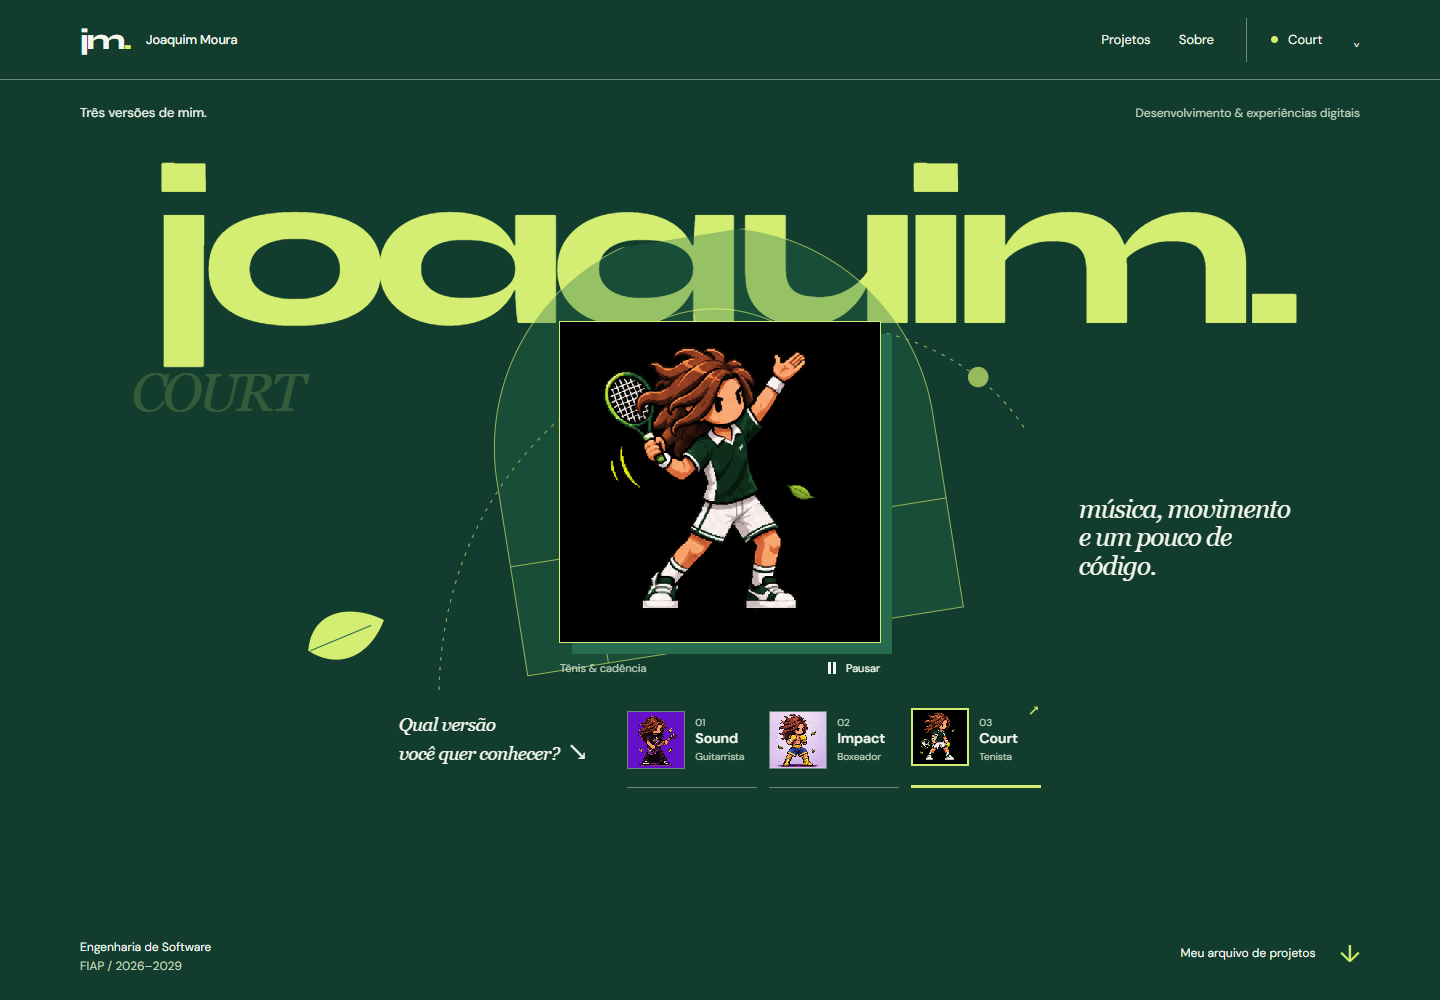 jm. Joaquim Moura
Projetos Sobre Court
Três versões de mim.
Desenvolvimento & experiências digitais
joaquim.
COURT
música, movimento
e um pouco de
código.
Tênis & cadência
Pausar
Qual versão
você quer conhecer?
01
Sound
Guitarrista
02
Impact
Boxeador
03
Court
Tenista
Engenharia de Software
FIAP / 2026–2029
Meu arquivo de projetos